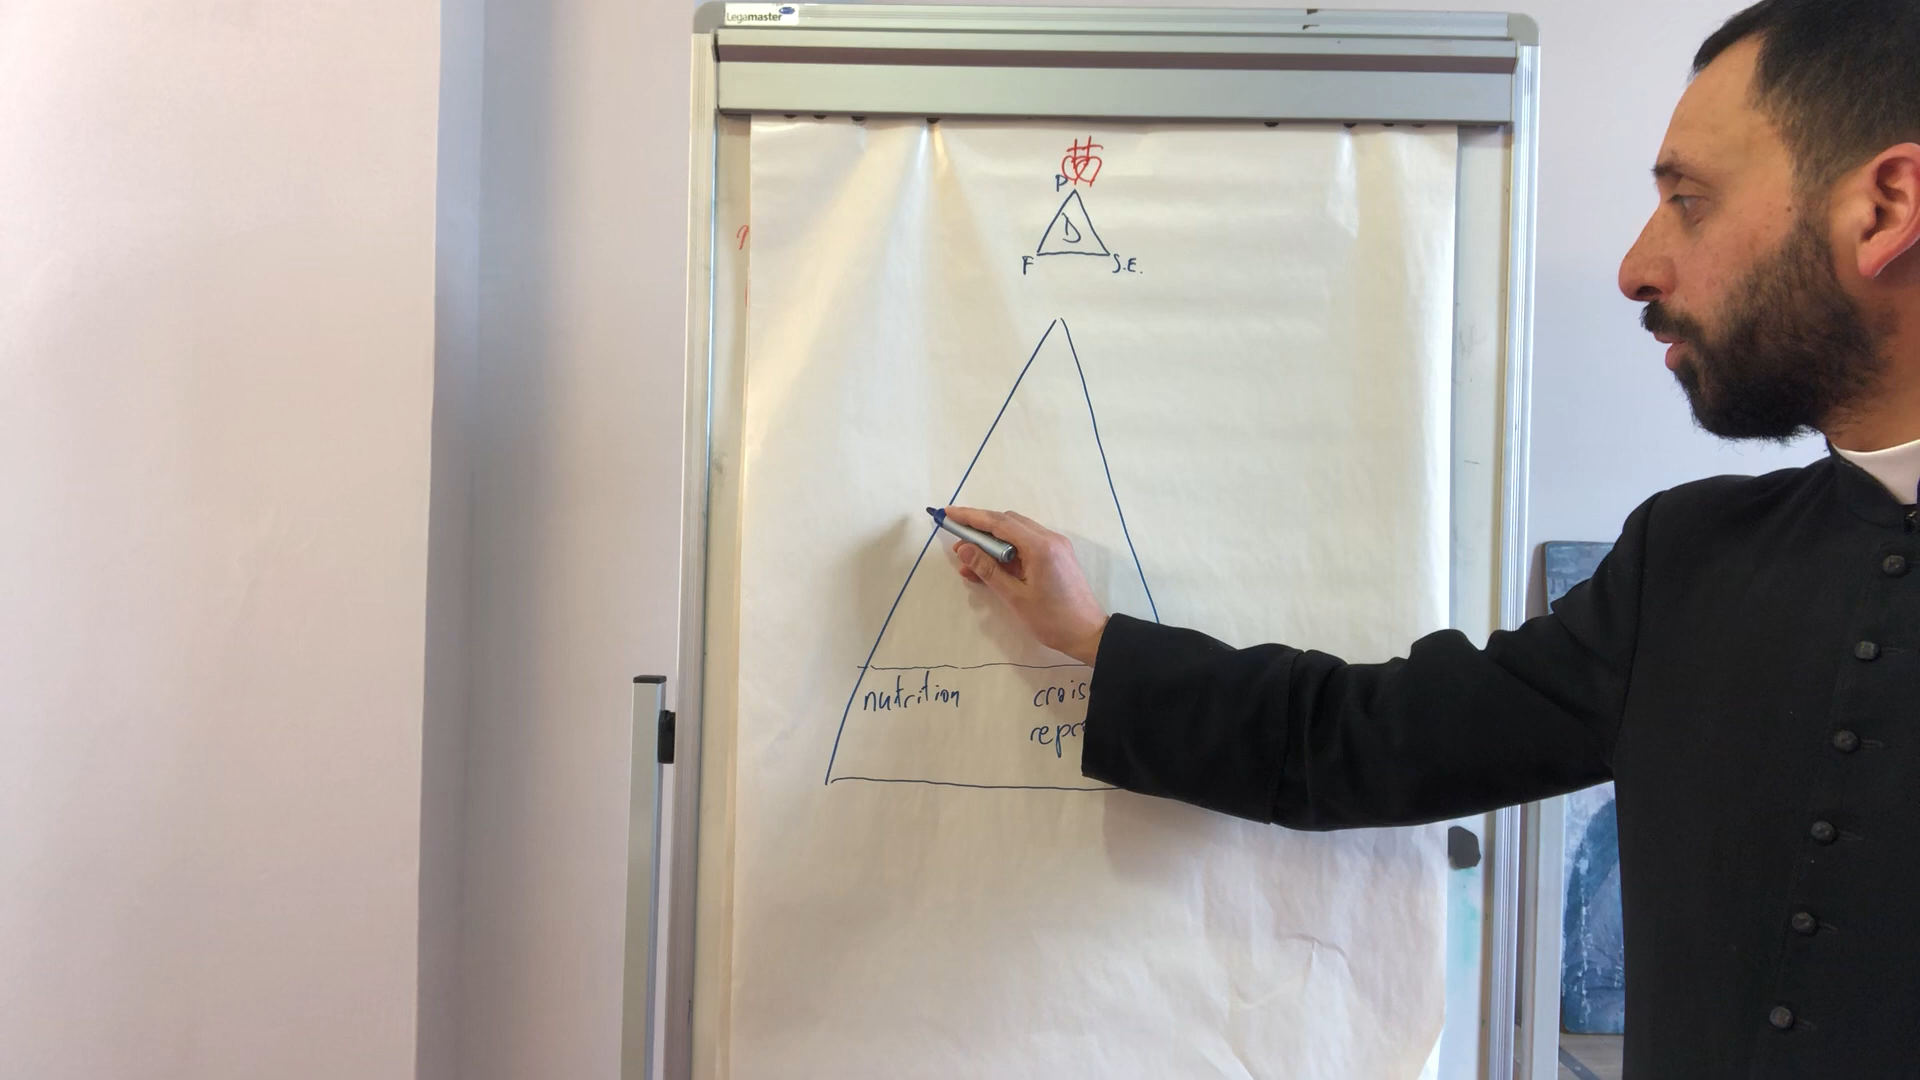 Legamaster
P
D
F S.E.
nutrition crois
repr